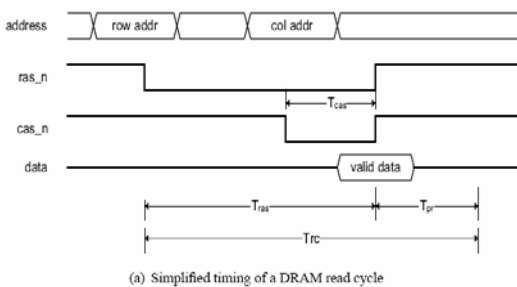 address row addr col addr
ras_n
Tcas
cas_n
data valid data
Tras Tpr
Trc
(a) Simplified timing of a DRAM read cycle